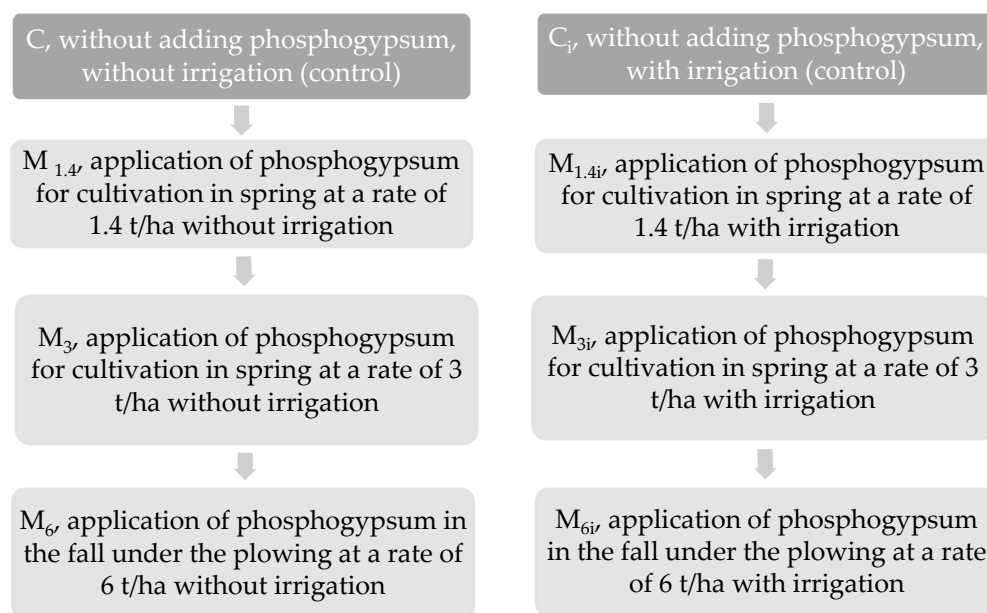 C, without adding phosphogypsum,
without irrigation (control)
M 1.4, application of phosphogypsum
for cultivation in spring at a rate of
1.4 t/ha without irrigation
M3, application of phosphogypsum
for cultivation in spring at a rate of 3
t/ha without irrigation
M6, application of phosphogypsum in
the fall under the plowing at a rate of
6 t/ha without irrigation
Ci, without adding phosphogypsum,
with irrigation (control)
M1.4i, application of phosphogypsum
for cultivation in spring at a rate of
1.4 t/ha with irrigation
M3i, application of phosphogypsum
for cultivation in spring at a rate of 3
t/ha with irrigation
M6i, application of phosphogypsum
in the fall under the plowing at a rate
of 6 t/ha with irrigation